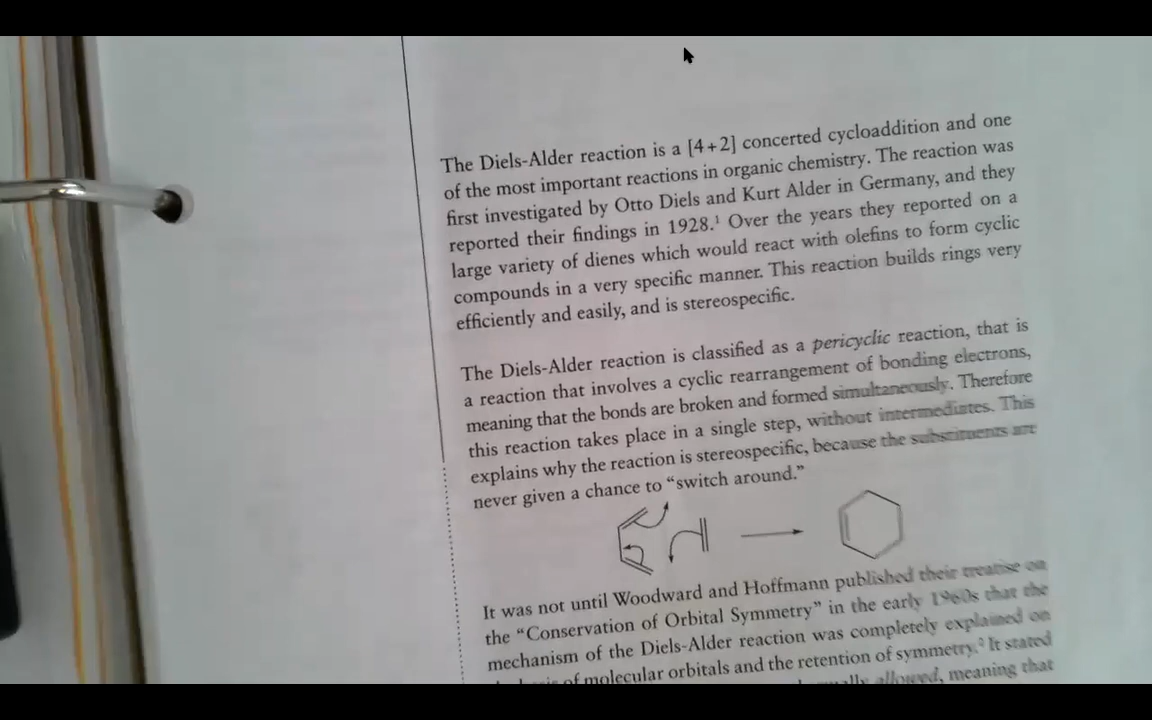 The Diels-Alder reaction is a [4+2] concerted cycloaddition and one
of the most important reactions in organic chemistry. The reaction was
first investigated by Otto Diels and Kurt Alder in Germany, and they
reported their findings in 1928.¹ Over the years they reported on a
large variety of dienes which would react with olefins to form cyclic
compounds in a very specific manner. This reaction builds rings very
efficiently and easily, and is stereospecific.
The Diels-Alder reaction is classified as a pericyclic reaction, that is
a reaction that involves a cyclic rearrangement of bonding electrons,
meaning that the bonds are broken and formed simultaneously. Therefore
this reaction takes place in a single step, without intermediates. This
explains why the reaction is stereospecific, because the substituents are
never given a chance to “switch around.”
It was not until Woodward and Hoffmann published their treatise on
the “Conservation of Orbital Symmetry” in the early 1960s that the
mechanism of the Diels-Alder reaction was completely explained on
of molecular orbitals and the retention of symmetry.² It stated
allowed, meaning that